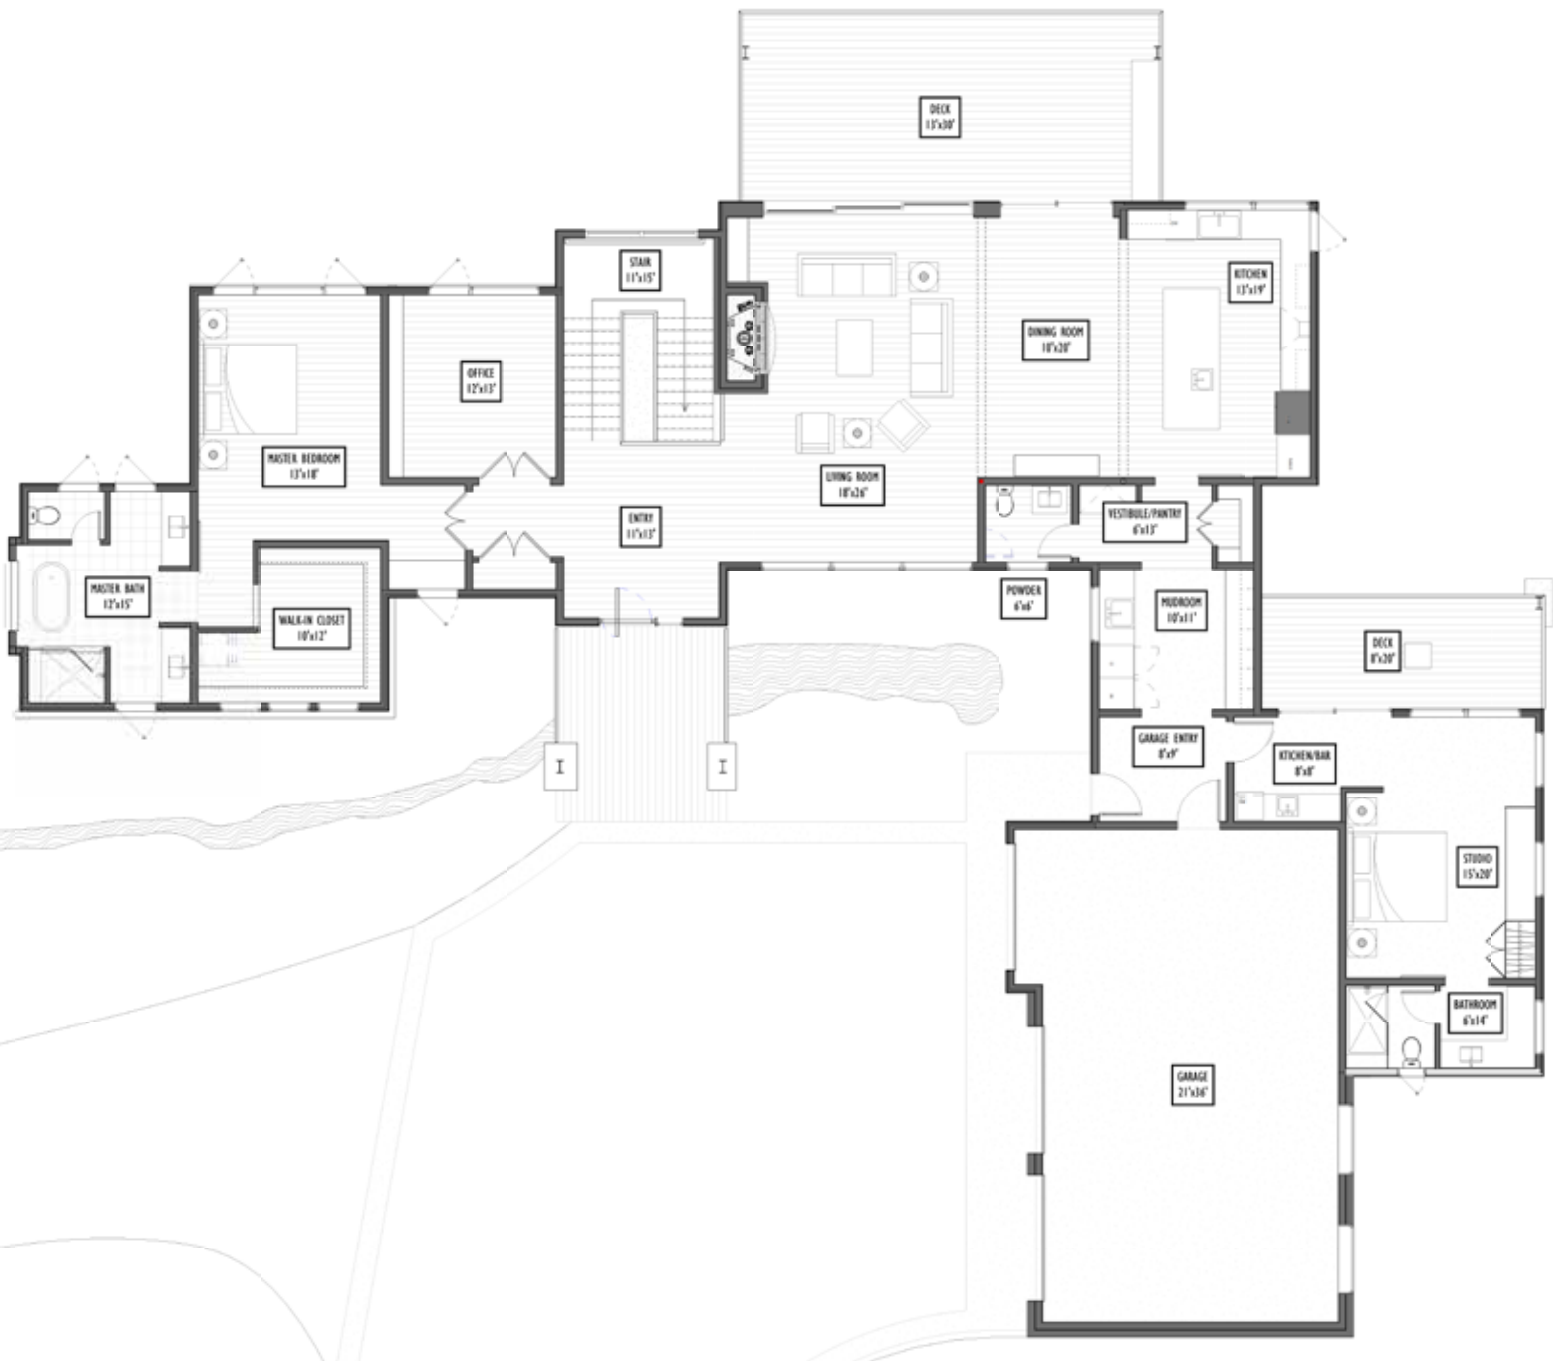 DECK
13'x30'
STAIR
11'x15'
KITCHEN
13'x19'
DINING ROOM
10'x20'
OFFICE
12'x13'
MASTER BEDROOM
13'x18'
LIVING ROOM
18'x26'
ENTRY
11'x13'
VESTIBULE/PANTRY
6'x13'
MASTER BATH
12'x15'
POWDER
6'x6'
MUDROOM
10'x11'
WALK-IN CLOSET
10'x12'
DECK
8'x20'
GARAGE ENTRY
8'x9'
KTICHEN/BAR
8'x8'
STUDIO
15'x20'
BATHROOM
6'x14'
GARAGE
21'x36'